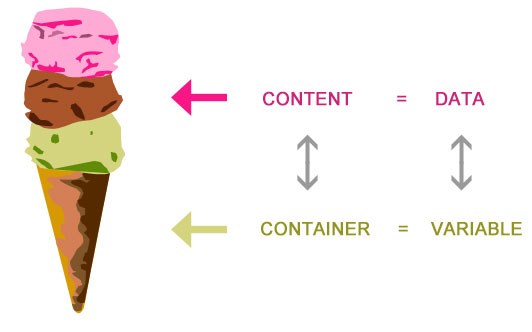 CONTENT = DATA
CONTAINER = VARIABLE